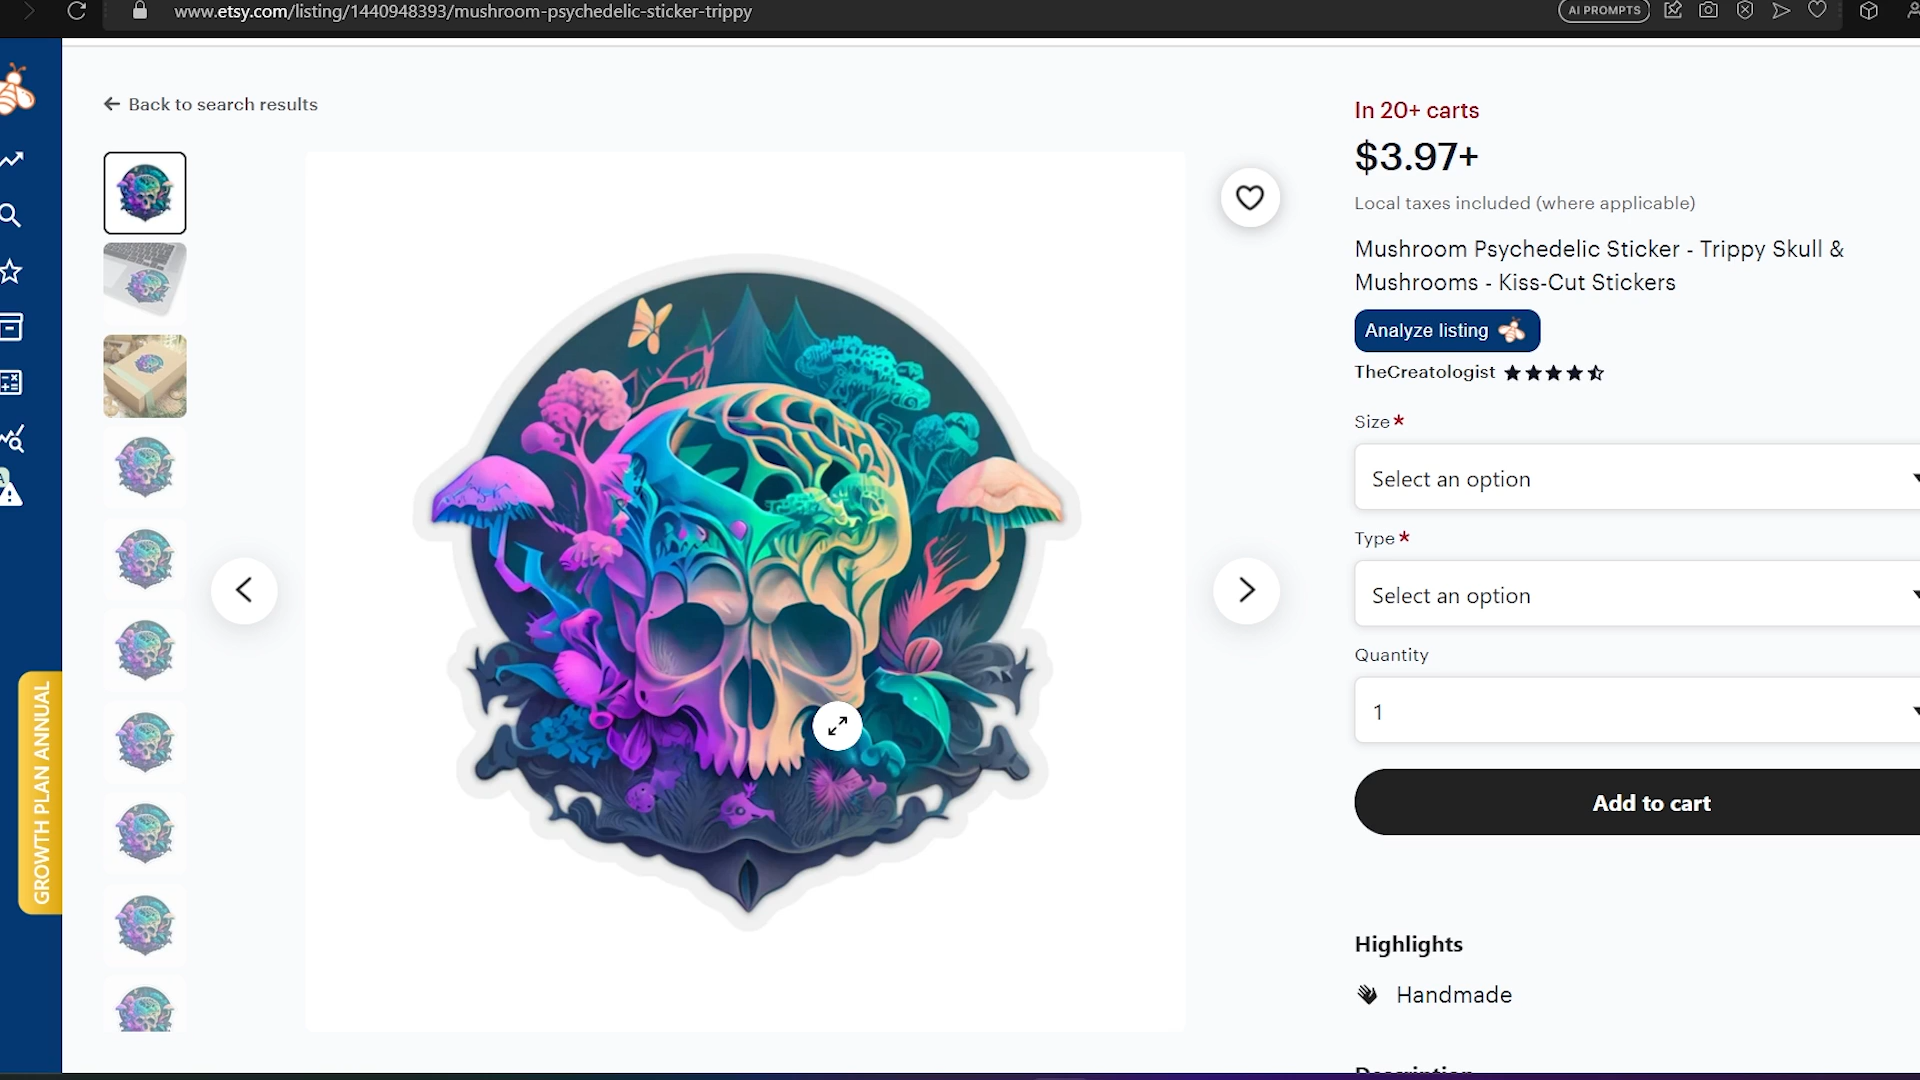 www.etsy.com/listing/1440948393/mushroom-psychedelic-sticker-trippy
AI PROMPTS
Back to search results
In 20+ carts
$3.97+
Local taxes included (where applicable)
Mushroom Psychedelic Sticker - Trippy Skull &
Mushrooms - Kiss-Cut Stickers
Analyze listing
TheCreatologist
Size*
Select an option
Type*
Select an option
Quantity
1
Add to cart
GROWTH PLAN ANNUAL
Highlights
Handmade
Description